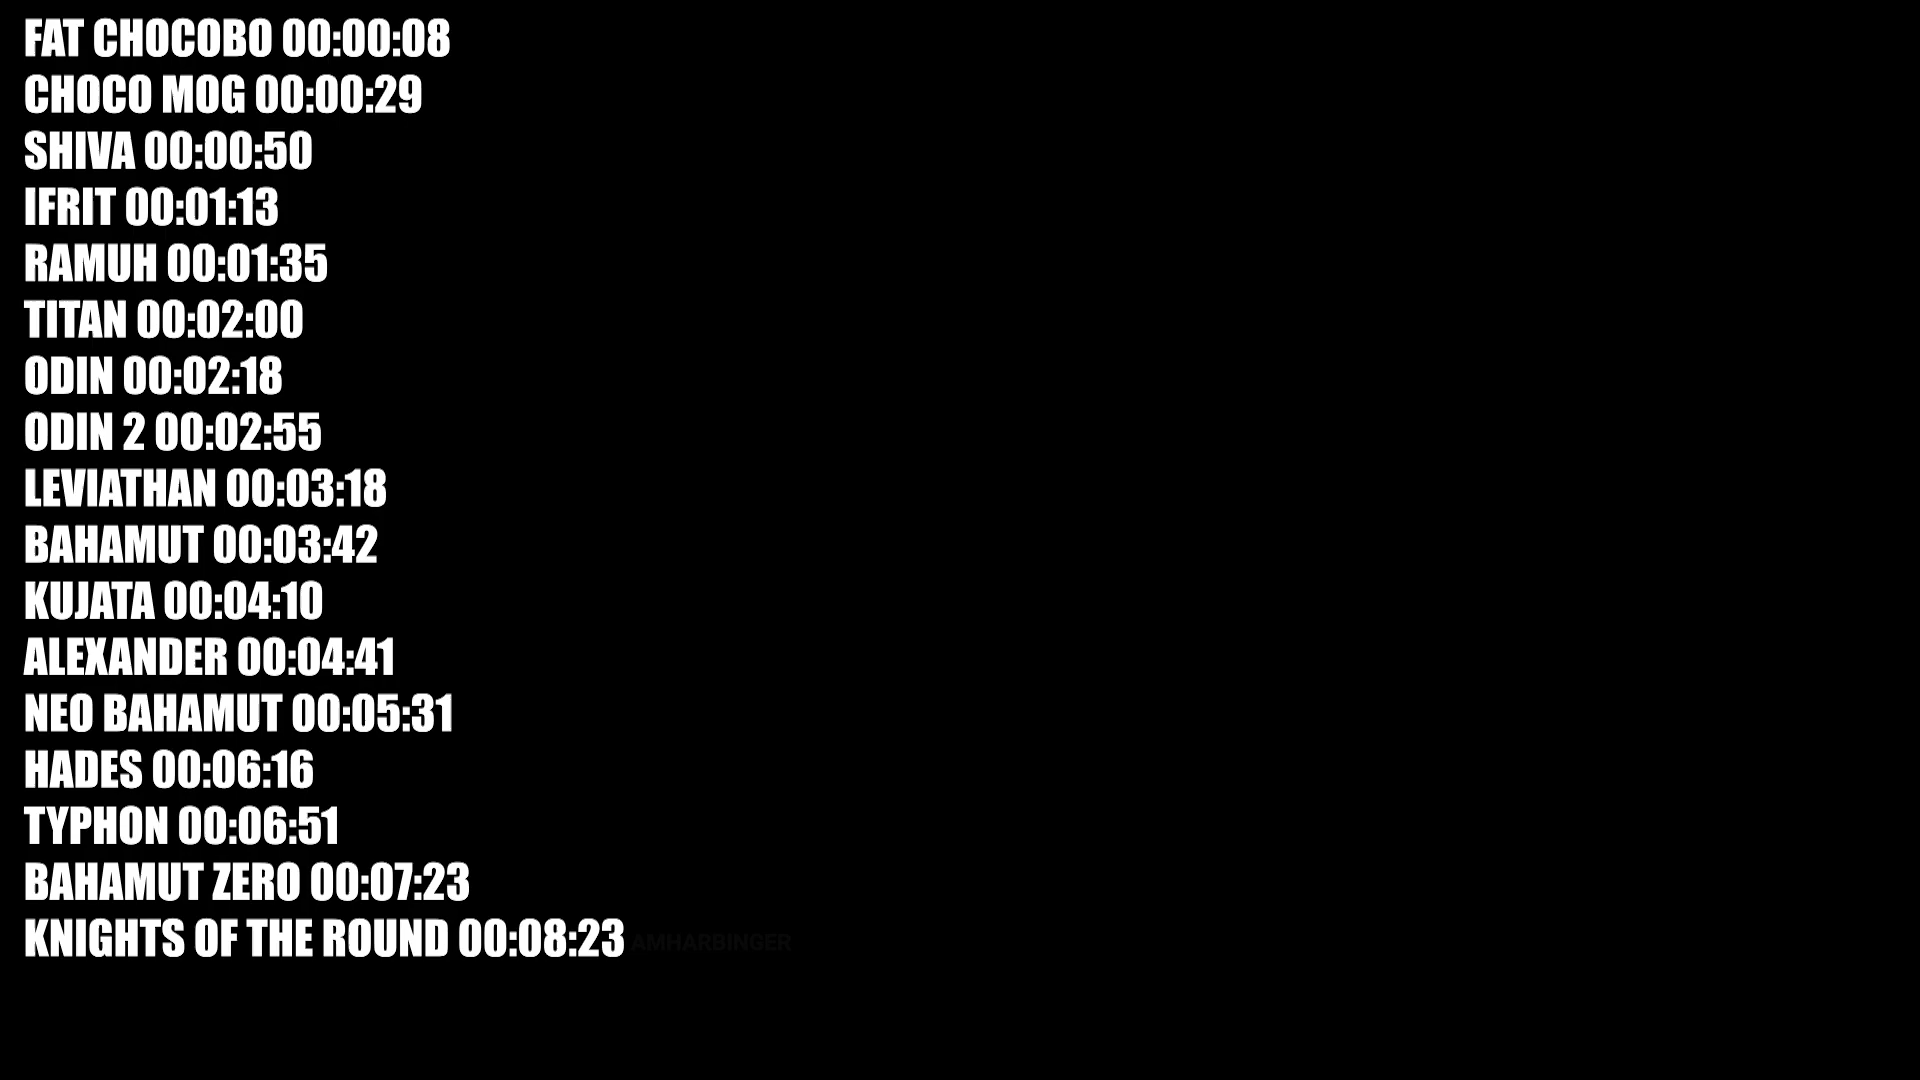 FAT CHOCOBO 00:00:08
CHOCO MOG 00:00:29
SHIVA 00:00:50
IFRIT 00:01:13
RAMUH 00:01:35
TITAN 00:02:00
ODIN 00:02:18
ODIN 2 00:02:55
LEVIATHAN 00:03:18
BAHAMUT 00:03:42
KUJATA 00:04:10
ALEXANDER 00:04:41
NEO BAHAMUT 00:05:31
HADES 00:06:16
TYPHON 00:06:51
BAHAMUT ZERO 00:07:23
KNIGHTS OF THE ROUND 00:08:23 AMHARBINGER